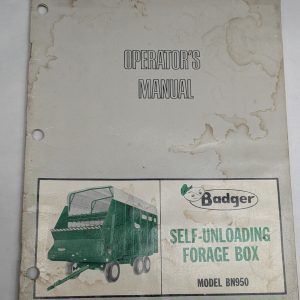 OPERATOR'S
MANUAL
Badger
SELF-UNLOADING
FORAGE BOX
MODEL BN950